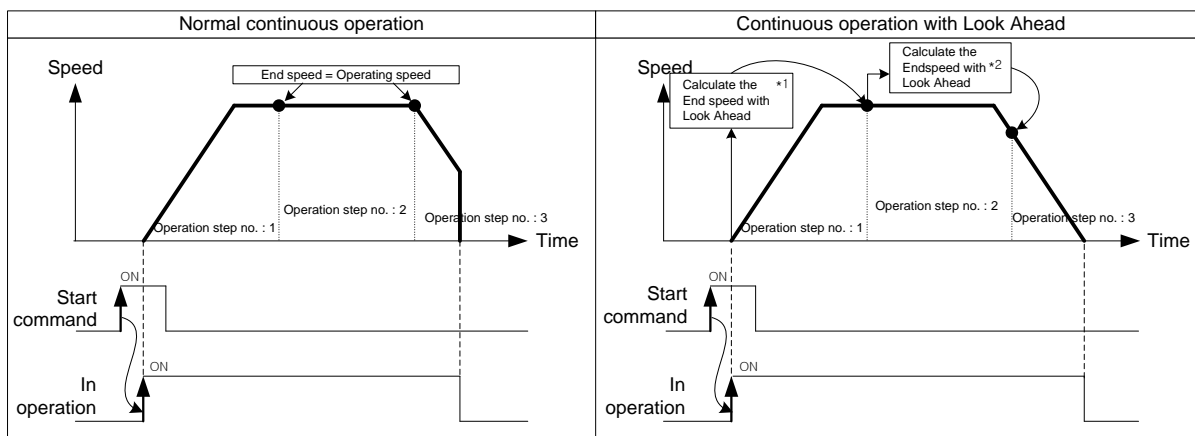 Normal continuous operation
Speed
End speed = Operating speed
Operation step no. : 1
Operation step no. : 2
Operation step no. : 3
Time
ON
Start
command
ON
In
operation
Continuous operation with Look Ahead
Speed
Calculate the *1
End speed with
Look Ahead
Calculate the
Endspeed with *2
Look Ahead
Operation step no. : 1
Operation step no. : 2
Operation step no. : 3
Time
ON
Start
command
ON
In
operation